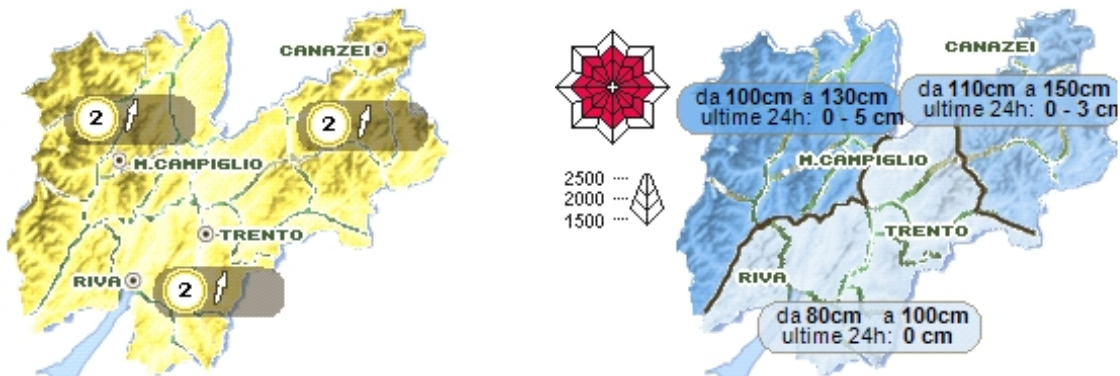 CANAZEI
2
2
M.CAMPIGLIO
TRENTO
RIVA
2
2500
2000
1500
CANAZEI
da 100cm a 130cm
ultime 24h: 0 - 5 cm
da 110cm a 150cm
ultime 24h: 0 - 3 cm
M.CAMPIGLIO
TRENTO
RIVA
da 80cm a 100cm
ultime 24h: 0 cm